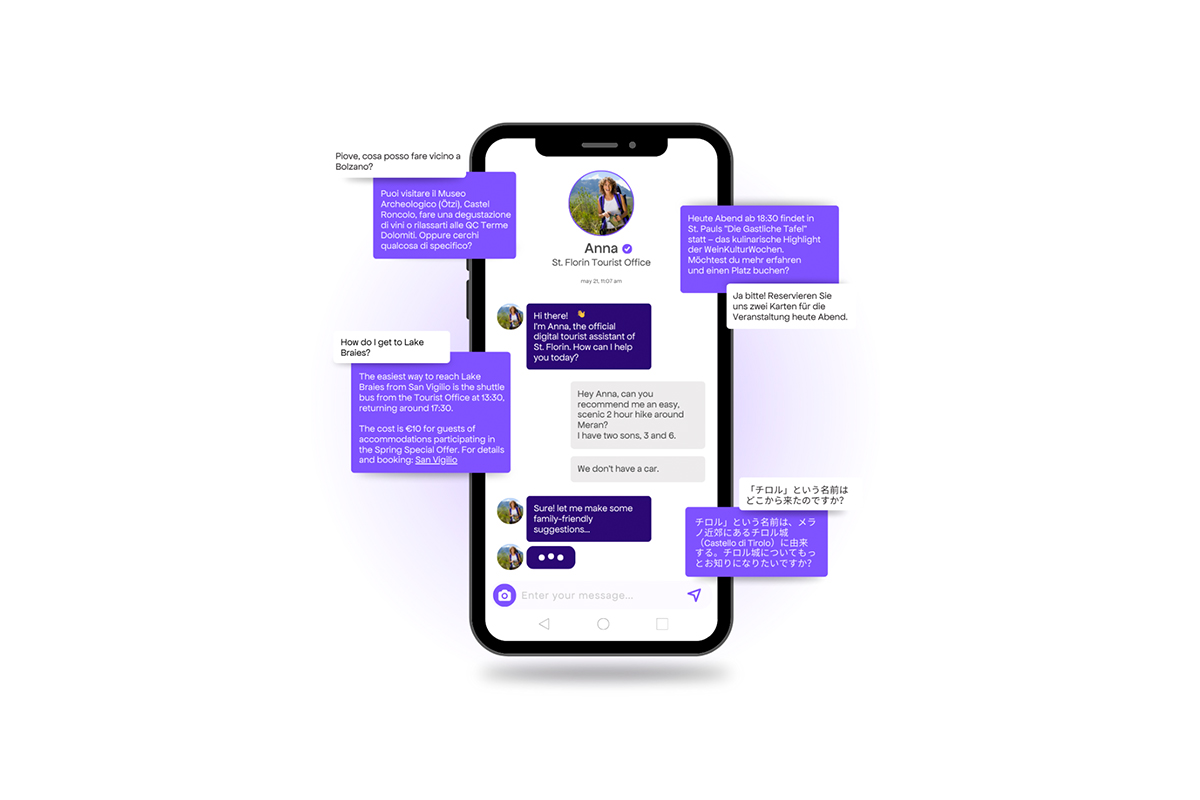 Piove, cosa posso fare vicino a
Bolzano?
Puoi visitare il Museo
Archeologico (Ötzi), Castel
Roncolo, fare una degustazione
di vini o rilassarti alle QC Terme
Dolomiti. Oppure cerchi
qualcosa di specifico?
How do I get to Lake
Braies?
The easiest way to reach Lake
Braies from San Vigilio is the shuttle
bus from the Tourist Office at 13:30,
returning around 17:30.
The cost is €10 for guests of
accommodations participating in
the Spring Special Offer. For details
and booking: San Vigilio
Anna
St. Florin Tourist Office
may 21, 11:07 am
Hi there! 👋
I'm Anna, the official
digital tourist assistant of
St. Florin. How can I help
you today?
Hey Anna, can you
recommend me an easy,
scenic 2 hour hike around
Meran?
I have two sons, 3 and 6.
We don't have a car.
Sure! let me make some
family-friendly
suggestions...
Enter your message...
Heute Abend ab 18:30 findet in
St. Pauls "Die Gastliche Tafel"
statt – das kulinarische Highlight
der WeinKulturWochen.
Möchtest du mehr erfahren
und einen Platz buchen?
Ja bitte! Reservieren Sie
uns zwei Karten für die
Veranstaltung heute Abend.
「チロル」という名前は
どこから来たのですか?
チロル」という名前は、メラ
ノ近郊にあるチロル城
（Castello di Tirolo）に由来
する。チロル城についてもっ
とお知りになりたいですか?